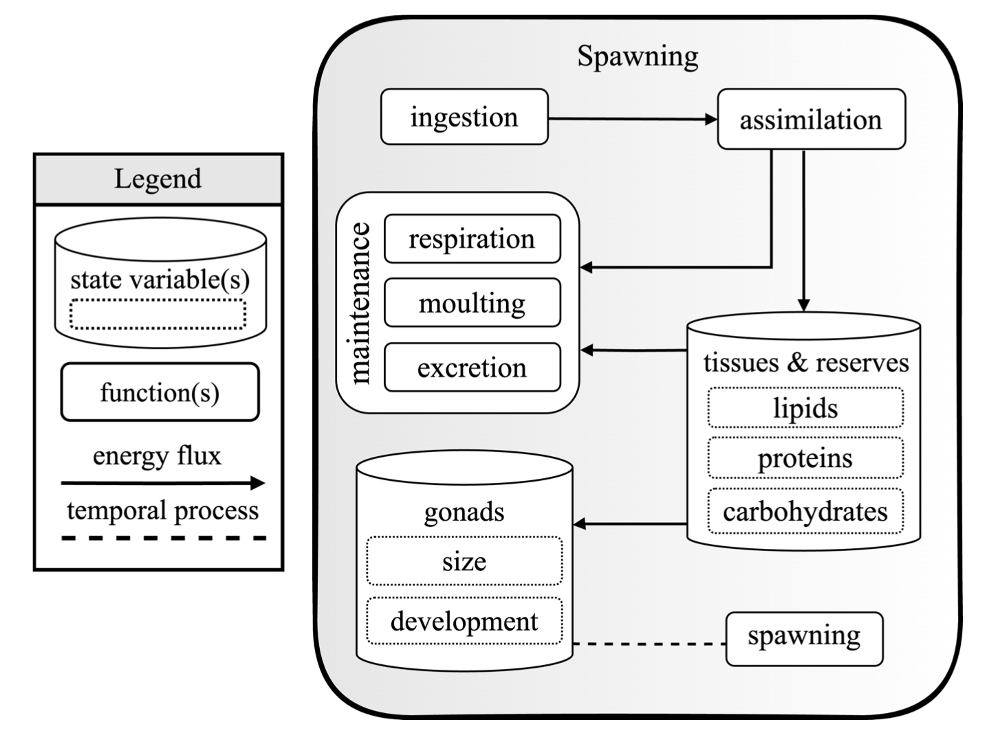 Legend
state variable(s)
function(s)
energy flux
temporal process
Spawning
ingestion
assimilation
maintenance
respiration
moulting
excretion
tissues & reserves
lipids
proteins
carbohydrates
gonads
size
development
spawning